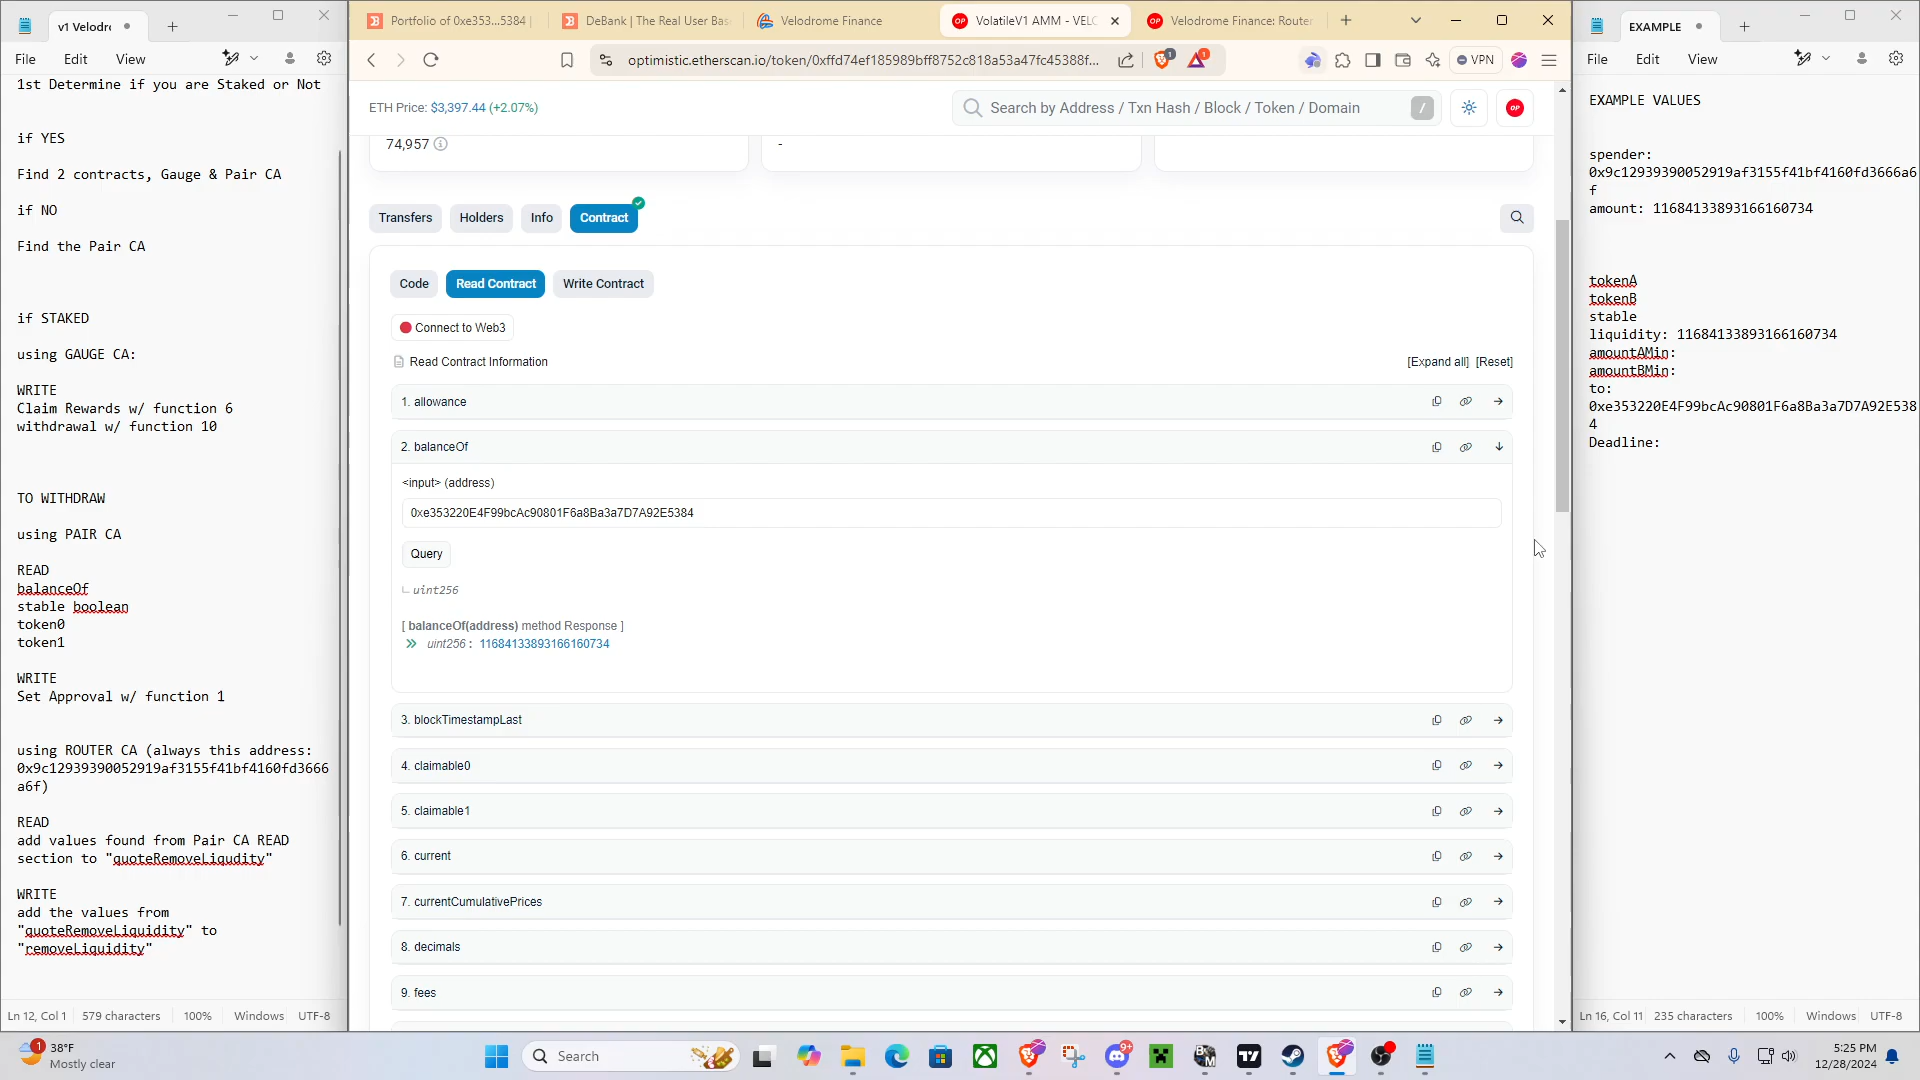 v1 Velodro
File
Edit
View
1st Determine if you are Staked or Not
if YES
Find 2 contracts, Gauge & Pair CA
if NO
Find the Pair CA
if STAKED
using GAUGE CA:
WRITE
Claim Rewards w/ function 6
withdrawal w/ function 10
TO WITHDRAW
using PAIR CA
READ
balanceOf
stable boolean
token0
token1
WRITE
Set Approval w/ function 1
using ROUTER CA (always this address:
0x9c12939390052919af3155f41bf4160fd3666
a6f)
READ
add values found from Pair CA READ
section to "quoteRemoveLiqudity"
WRITE
add the values from
"quoteRemoveLiquidity" to
"removeLiquidity"
Ln 12, Col 1
579 characters
100%
Windows
UTF-8
Portfolio of 0xe353...5384 |
DeBank | The Real User Bas
Velodrome Finance
VolatileV1 AMM - VELO
Velodrome Finance: Router
optimistic.etherscan.io/token/0xffd74ef185989bff8752c818a53a47fc45388f...
1
1
VPN
ETH Price: $3,397.44 (+2.07%)
Search by Address / Txn Hash / Block / Token / Domain
/
OP
74,957
-
Transfers
Holders
Info
Contract
Code
Read Contract
Write Contract
Connect to Web3
Read Contract Information
[Expand all] [Reset]
1. allowance
2. balanceOf
<input> (address)
0xe353220E4F99bcAc90801F6a8Ba3a7D7A92E5384
Query
uint256
[ balanceOf(address) method Response ]
uint256 : 11684133893166160734
3. blockTimestampLast
4. claimable0
5. claimable1
6. current
7. currentCumulativePrices
8. decimals
9. fees
EXAMPLE
File
Edit
View
EXAMPLE VALUES
spender:
0x9c12939390052919af3155f41bf4160fd3666a6
f
amount: 11684133893166160734
tokenA
tokenB
stable
liquidity: 11684133893166160734
amountAMin:
amountBMin:
to:
0xe353220E4F99bcAc90801F6a8Ba3a7D7A92E538
4
Deadline:
Ln 16, Col 11
235 characters
100%
Windows
UTF-8
1
38°F
Mostly clear
Search
9+
5:25 PM
12/28/2024